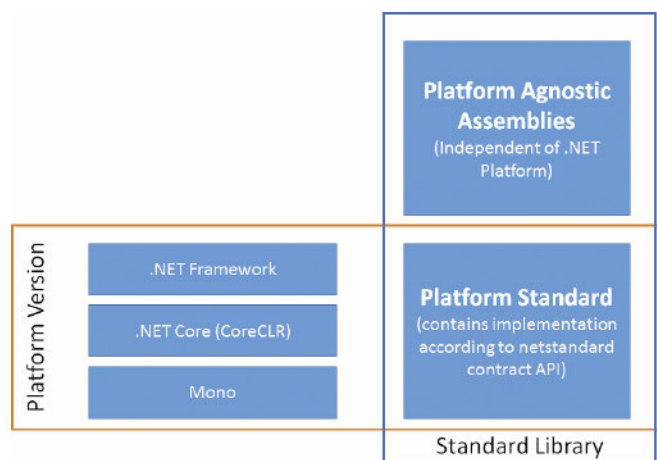 Platform Agnostic
Assemblies
(Independent of .NET
Platform)
Platform Version
.NET Framework
.NET Core (CoreCLR)
Mono
Platform Standard
(contains implementation
according to netstandard
contract API)
Standard Library